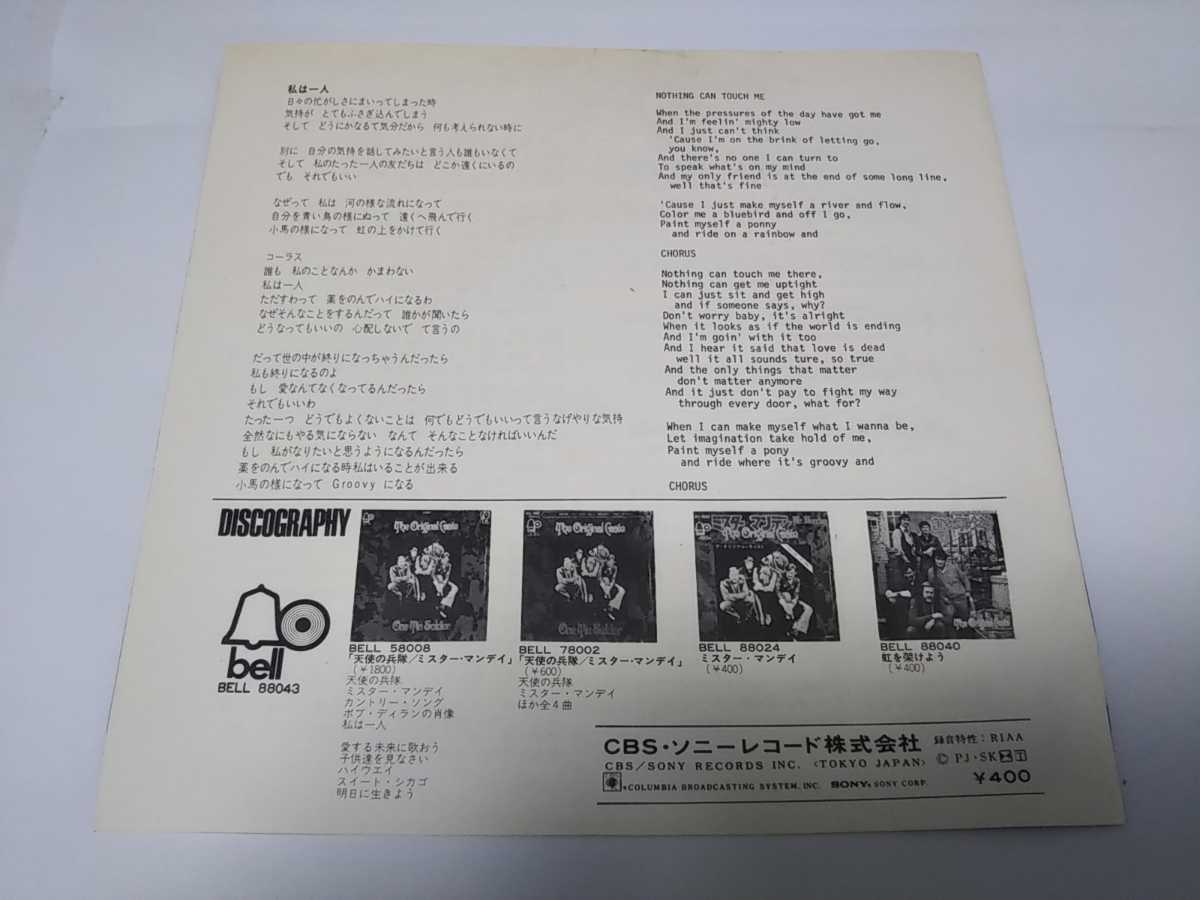 私は一人
日々の忙がしさにまいってしまった時
気持が とてもふさぎ込んでしまう
そして どうにかなるて気分だから 何も考えられない時に
別に 自分の気持を話してみたいと言う人も誰もいなくて
そして 私のたった一人の友だちは どこか遠くにいるの
でも それでもいい
なぜって 私は 河の様な流れになって
自分を青い鳥の様にぬって 遠くへ飛んで行く
小馬の様になって 虹の上をかけて行く
コーラス
誰も 私のことなんか かまわない
私は一人
ただすわって 薬をのんでハイになるわ
なぜそんなことをするんだって 誰かが聞いたら
どうなってもいいの 心配しないで て言うの
だって世の中が終りになっちゃうんだったら
私も終りになるのよ
もし 愛なんてなくなってるんだったら
それでもいいわ
たった一つ どうでもよくないことは 何でもどうでもいいって言うなげやりな気持
全然なにもやる気にならない なんて そんなことなければいいんだ
もし 私がなりたいと思うようになるんだったら
薬をのんでハイになる時私はいることが出来る
小馬の様になって Groovy になる
NOTHING CAN TOUCH ME
When the pressures of the day have got me
And I'm feelin' mighty low
And I just can't think
'Cause I'm on the brink of letting go,
you know,
And there's no one I can turn to
To speak what's on my mind
And my only friend is at the end of some long line,
well that's fine
'Cause I just make myself a river and flow,
Color me a bluebird and off I go,
Paint myself a ponny
and ride on a rainbow and
CHORUS
Nothing can touch me there,
Nothing can get me uptight
I can just sit and get high
and if someone says, why?
Don't worry baby, it's alright
When it looks as if the world is ending
And I'm goin' with it too
And I hear it said that love is dead
well it all sounds ture, so true
And the only things that matter
don't matter anymore
And it just don't pay to fight my way
through every door, what for?
When I can make myself what I wanna be,
Let imagination take hold of me,
Paint myself a pony
and ride where it's groovy and
CHORUS
DISCOGRAPHY
bell
BELL 88043
The Original Caste
One Tin Soldier
BELL 58008
「天使の兵隊/ミスター・マンデイ」
(¥1800)
天使の兵隊
ミスター・マンデイ
カントリー・ソング
ボブ・ディランの肖像
私は一人
愛する未来に歌おう
子供達を見なさい
ハイウエイ
スイート・シカゴ
明日に生きよう
The Original Caste
One Tin Soldier
BELL 78002
「天使の兵隊/ミスター・マンデイ」
(¥600)
天使の兵隊
ミスター・マンデイ
ほか全4曲
ミスター・マンデイ
The Original Caste
BELL 88024
ミスター・マンデイ
(¥400)
The Original Caste
BELL 88040
虹を架けよう
(¥400)
CBS・ソニーレコード株式会社 録音特性:RIAA
CBS/SONY RECORDS INC. 〈TOKYO JAPAN〉 Ⓒ PJ・SK
COLUMBIA BROADCASTING SYSTEM, INC. SONY, SONY CORP. ¥400